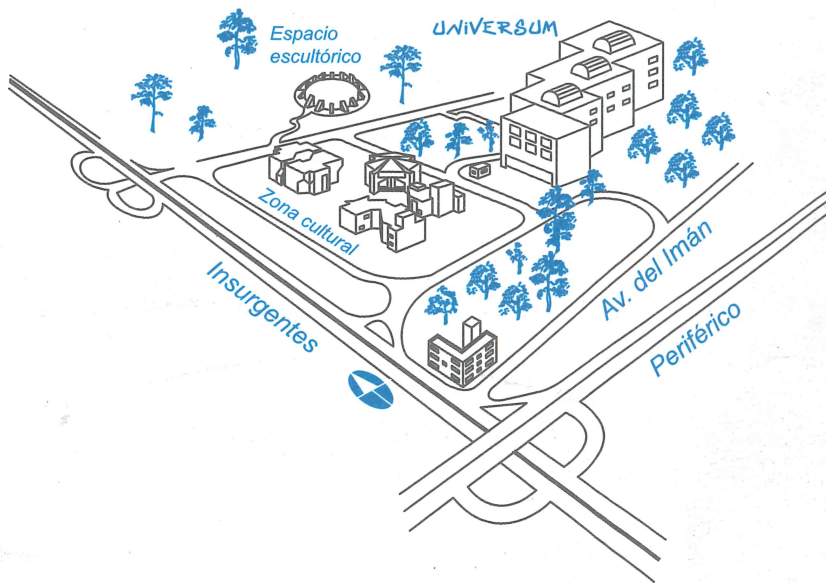 UNiVERSUM
Espacio
escultórico
Zona cultural
Insurgentes
Av. del Imán
Periférico